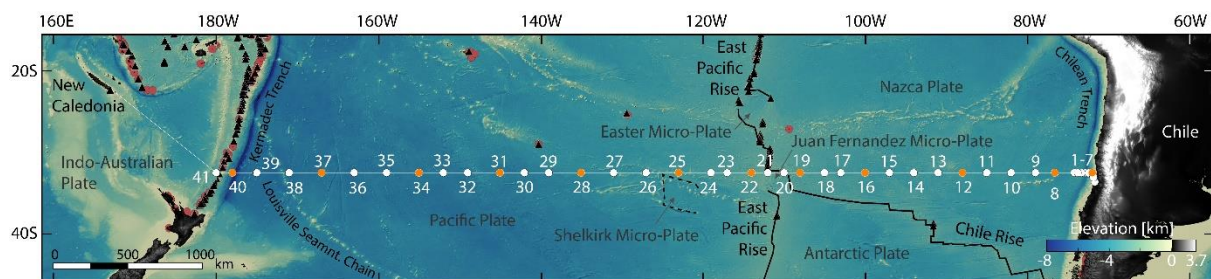 160E 180W 160W 140W 120W 100W 80W 60W
20S
40S
New
Caledonia
Kermadec Trench
Indo-Australian
Plate
East
Pacific
Rise
Nazca Plate
Chilean Trench
Easter Micro-Plate
Juan Fernandez Micro-Plate
Chile
39 37 35 33 31 29 27 25 23 21 19 17 15 13 11 9 1-7
41 40 38 36 34 32 30 28 26 24 22 20 18 16 14 12 10 8
Louisville Seamnt. Chain
Pacific Plate
Shelkirk Micro-Plate
East
Pacific
Rise
Antarctic Plate
Chile Rise
0 500 1000
km
Elevation [km]
-8 -4 0 3.7